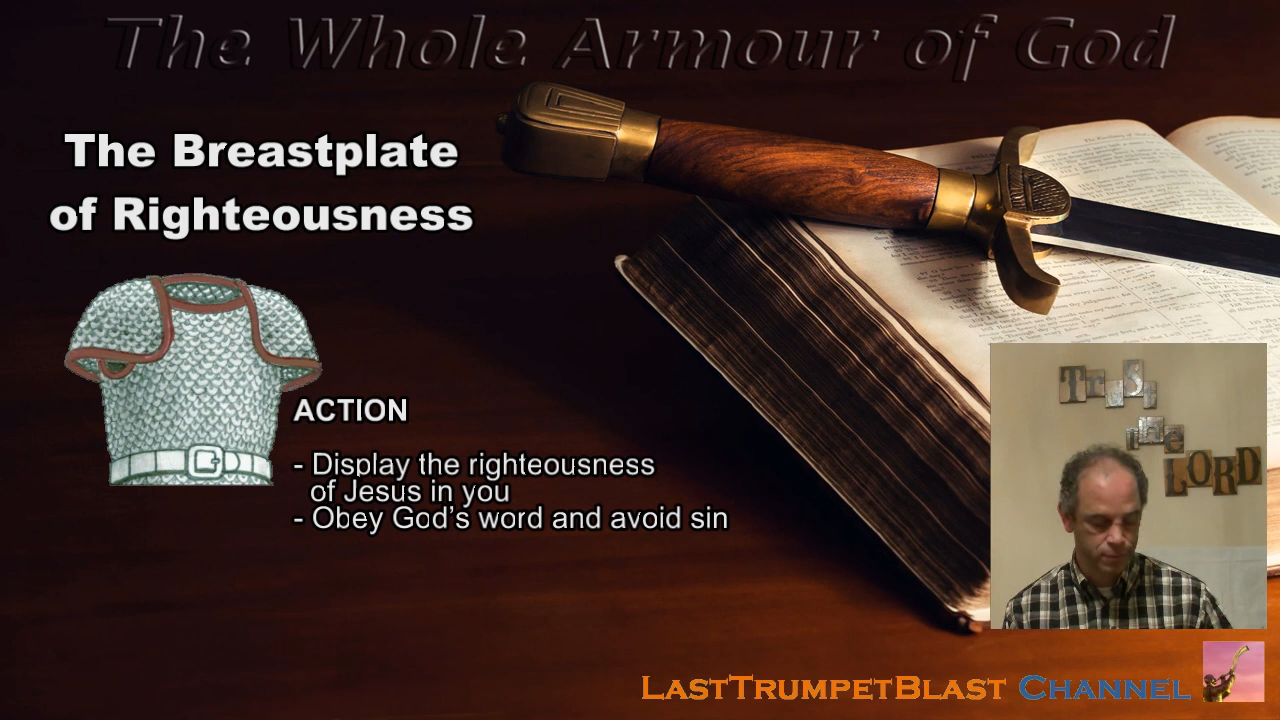 The Whole Armour of God
The Breastplate
of Righteousness
ACTION
- Display the righteousness
of Jesus in you
- Obey God's word and avoid sin
Trust
the
LORD
LASTTRUMPETBLAST CHANNEL